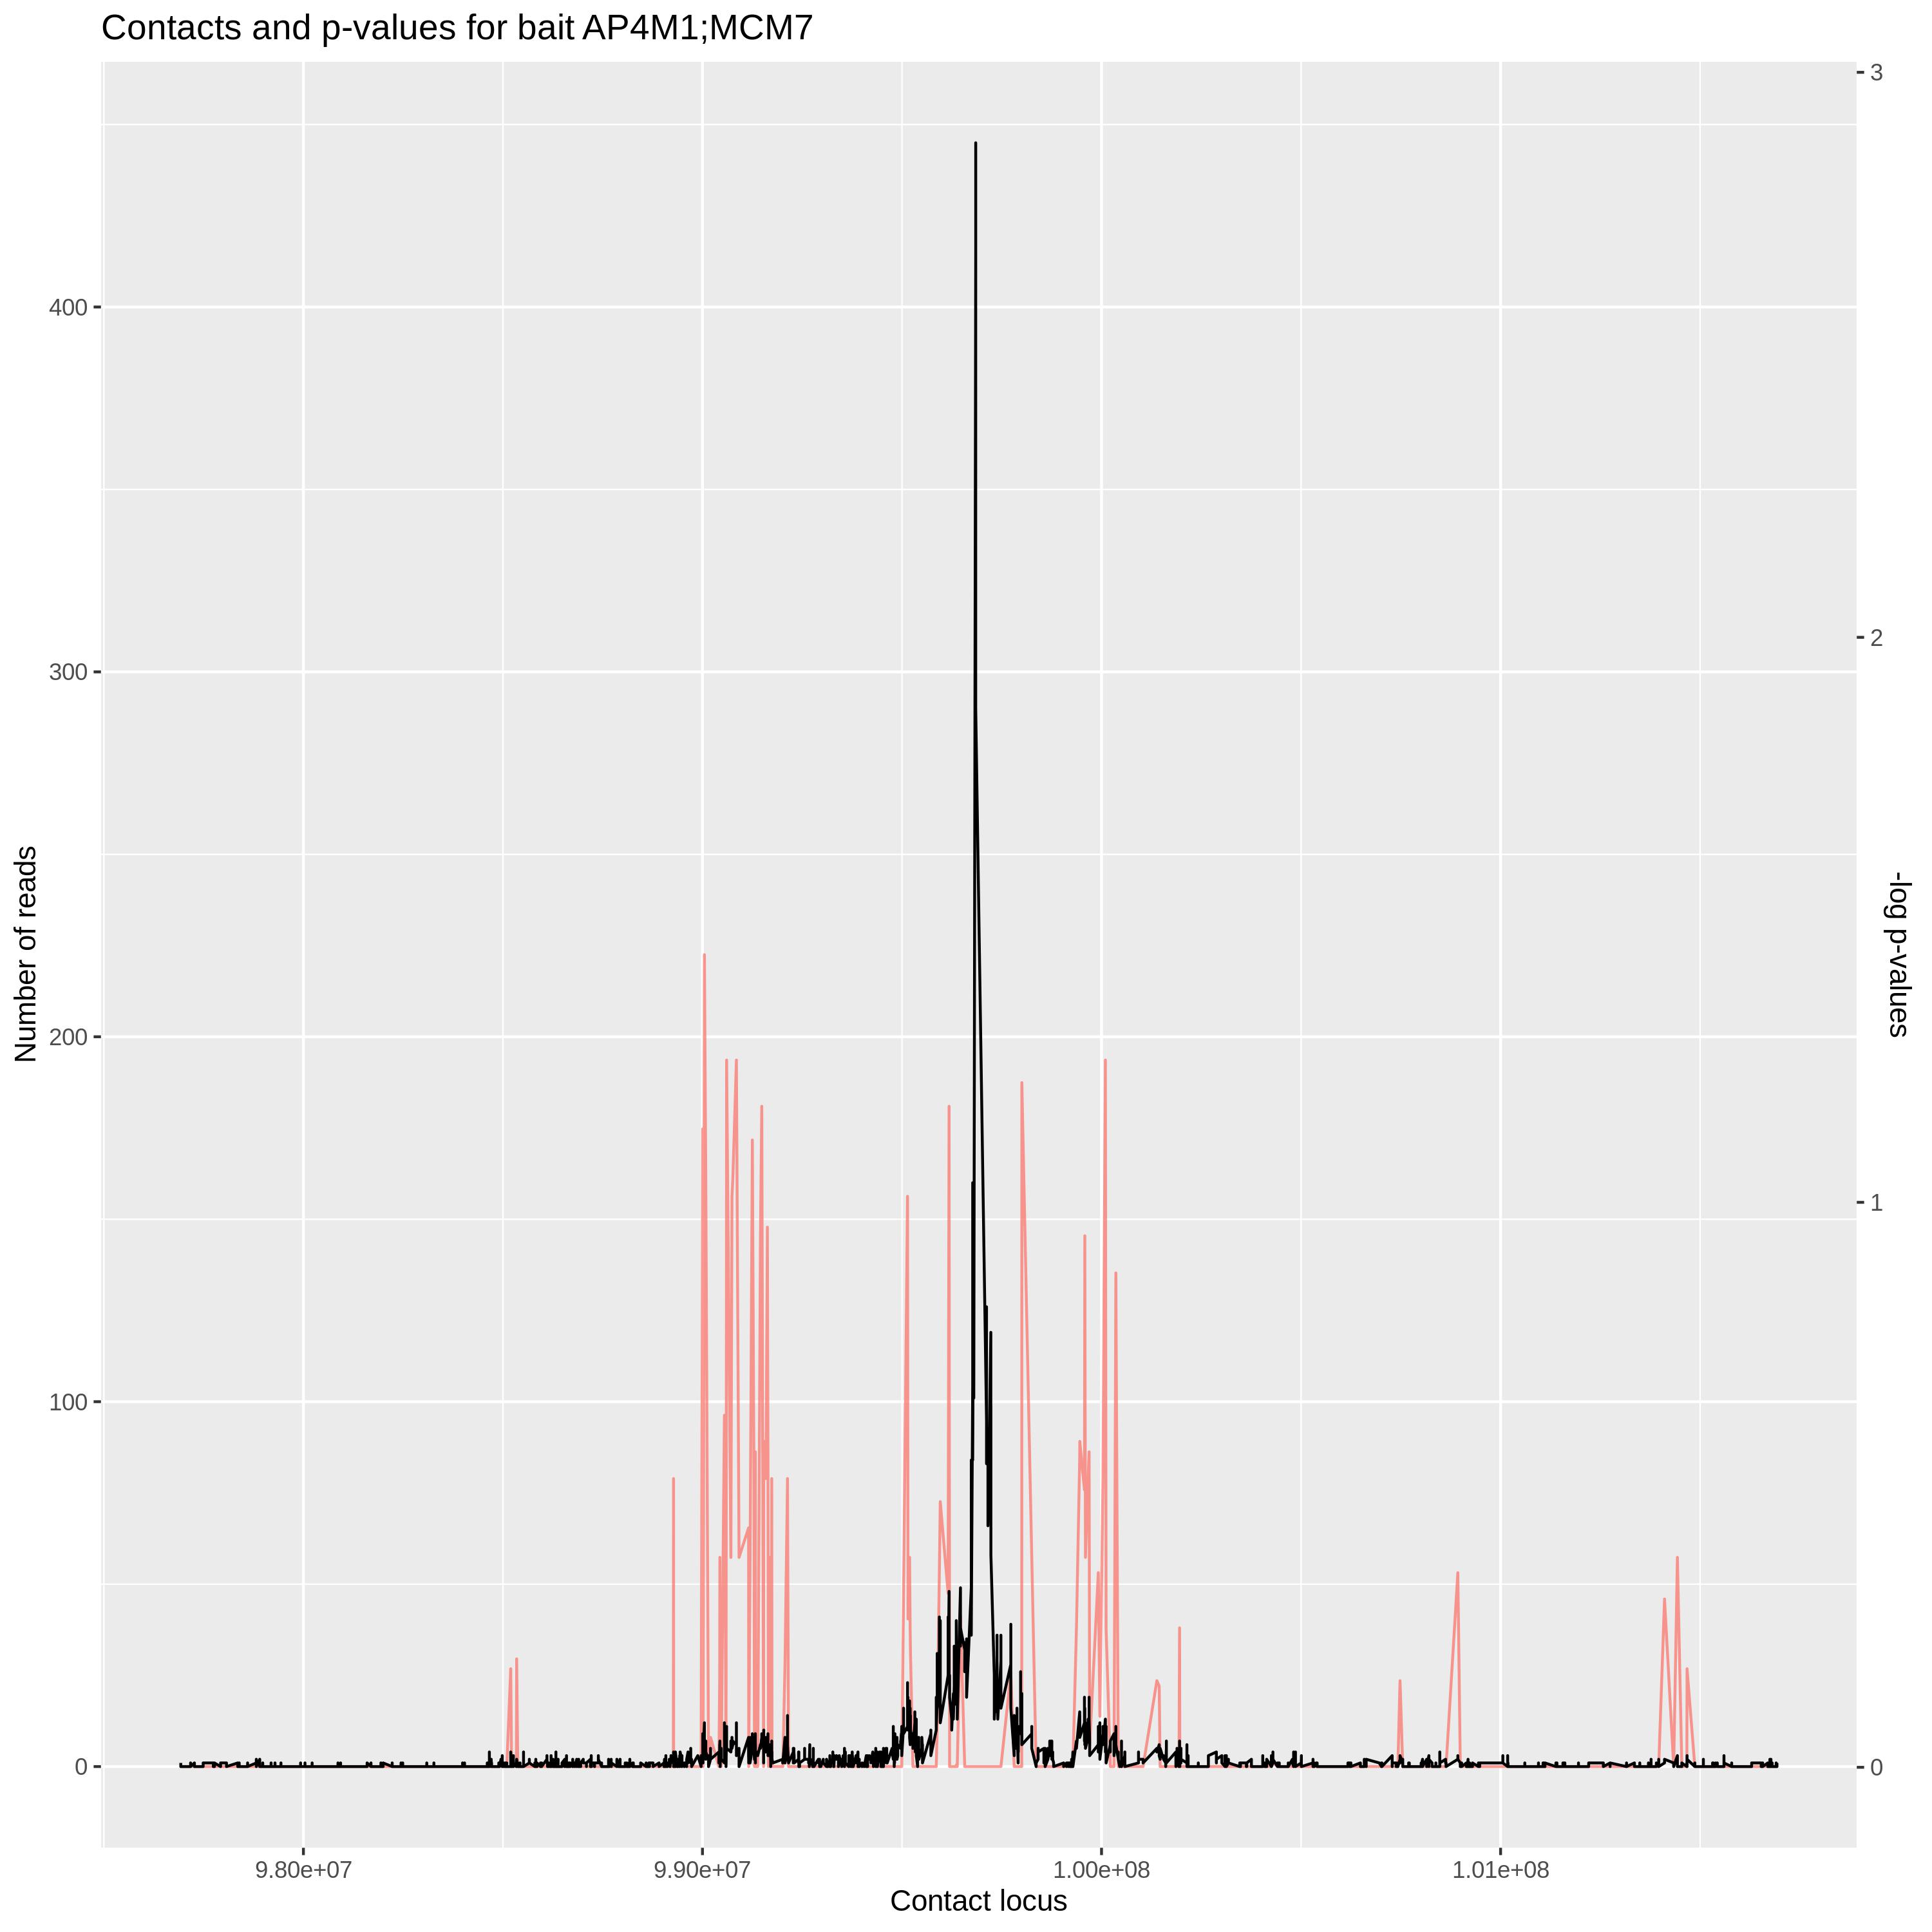 Contacts and p-values for bait AP4M1;MCM7
3
400
2
300
Number of reads
-log p-values
200
1
100
0
0
9.80e+07 9.90e+07 1.00e+08 1.01e+08
Contact locus